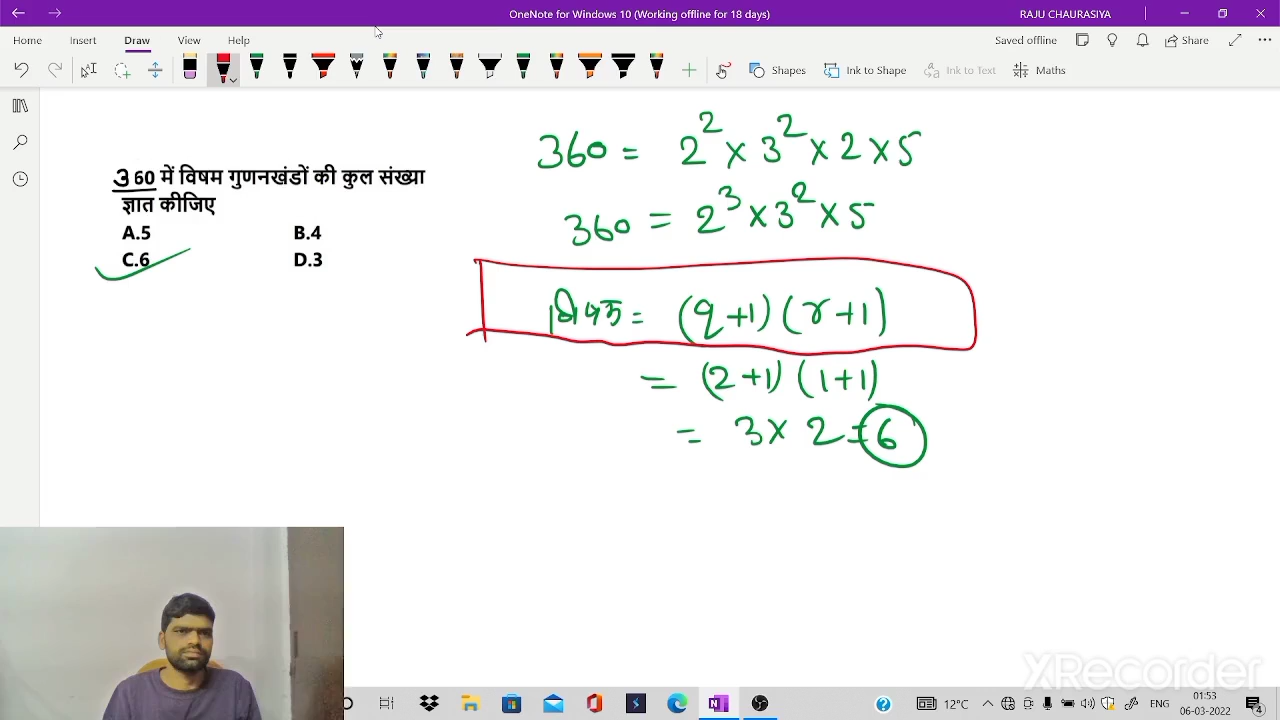 OneNote for Windows 10 (Working offline for 18 days)
RAJU CHAURASIYA
Home Insert Draw View Help
Saved offline
Share
Shapes
Ink to Shape
Ink to Text
Maths
360 में विषम गुणनखंडों की कुल संख्या
ज्ञात कीजिए
A.5 B.4
C.6 D.3
360 = 2² × 3² × 2 × 5
360 = 2³ × 3² × 5
विषम = (q+1) (r+1)
= (2+1) (1+1)
= 3 × 2 = 6
XRecorder
12°C
ENG
01:53
06-03-2022
4